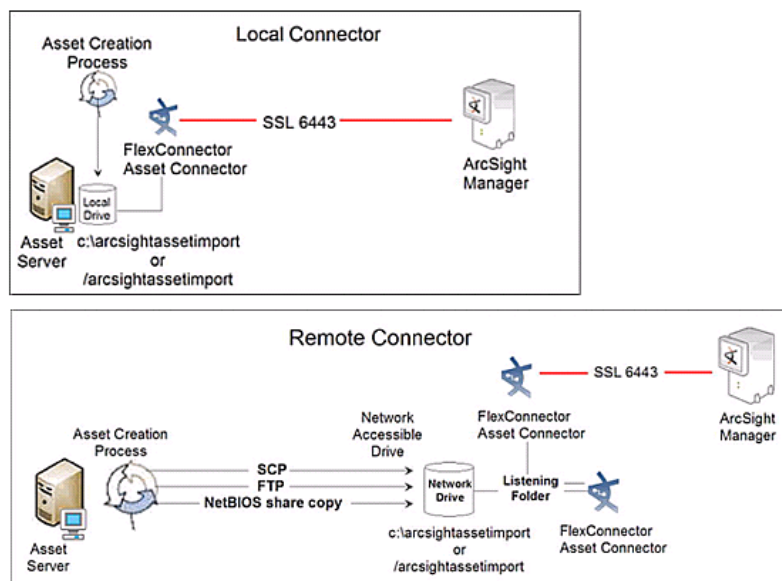 Local Connector
Asset Creation
Process
SSL 6443
FlexConnector
Asset Connector
ArcSight
Manager
Local
Drive
Asset
Server
c:\arcsightassetimport
or
/arcsightassetimport
Remote Connector
SSL 6443
FlexConnector
Asset Connector
ArcSight
Manager
Network
Accessible
Drive
Asset Creation
Process
SCP
FTP
NetBIOS share copy
Network
Drive
Listening
Folder
FlexConnector
Asset Connector
c:\arcsightassetimport
or
/arcsightassetimport
Asset
Server